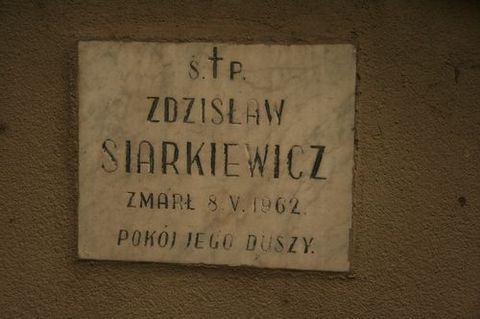 Ś.†P.
ZDZISŁAW
SIARKIEWICZ
ZMARŁ 8.V.1962.
POKÓJ JEGO DUSZY.